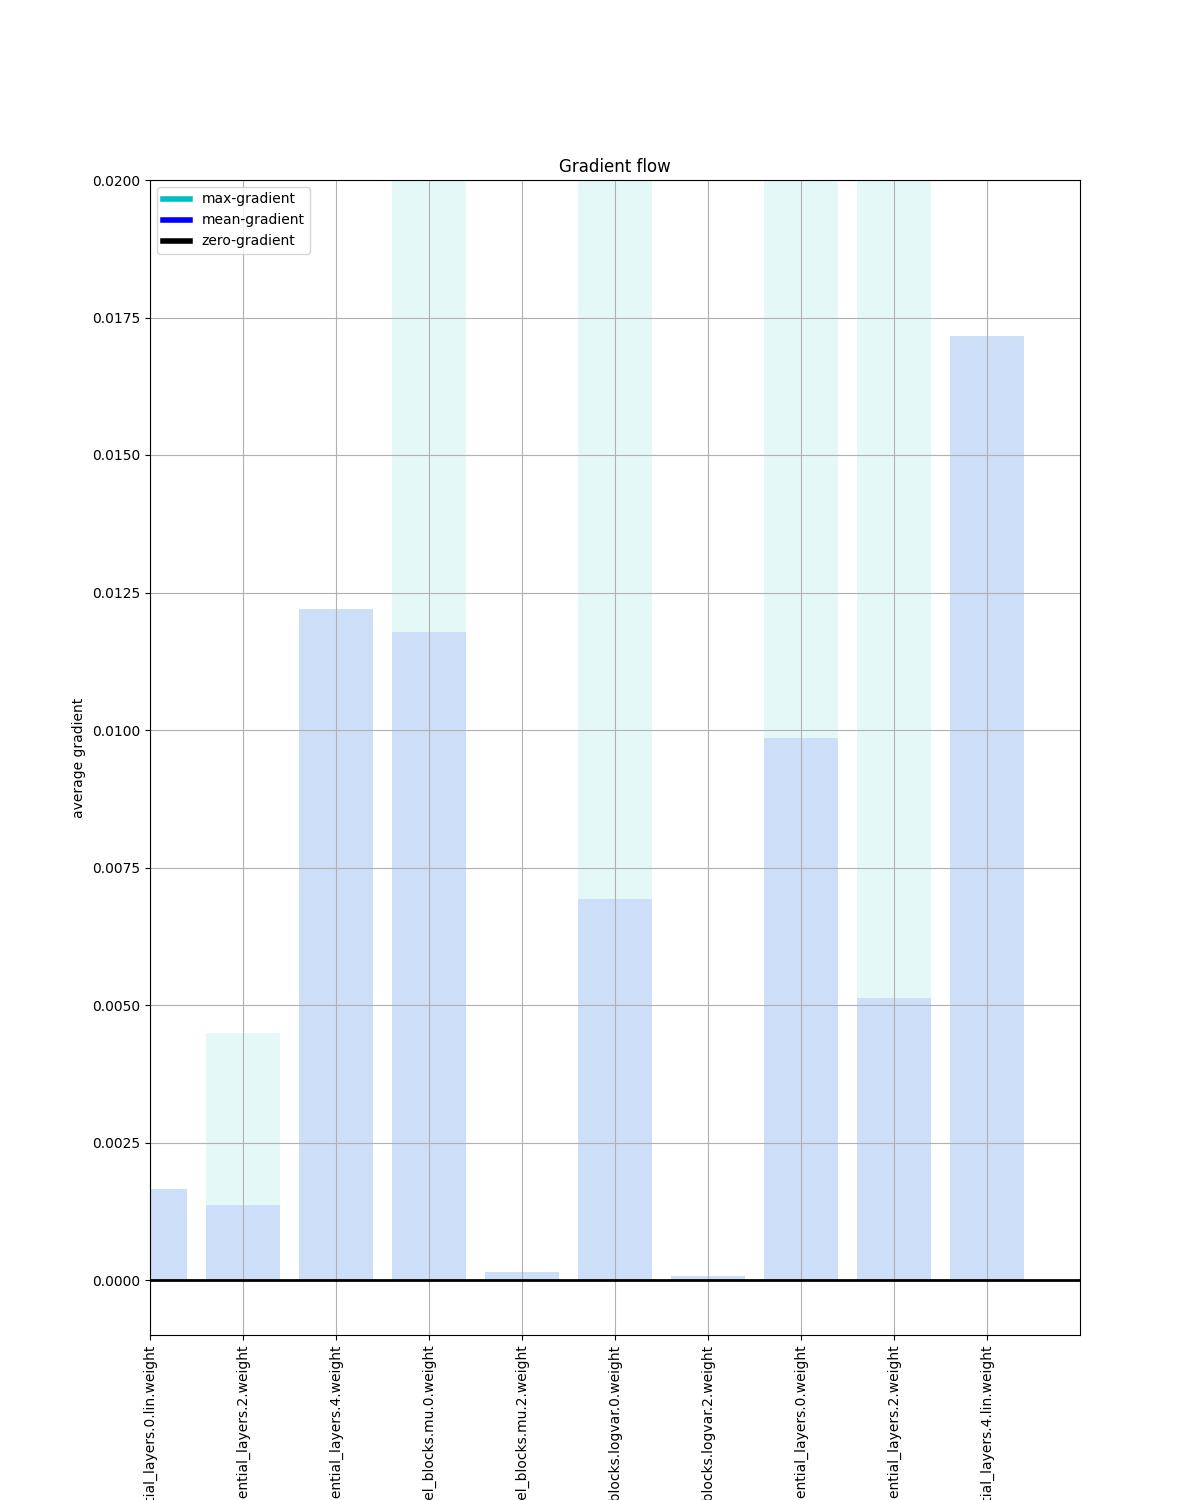 Gradient flow
max-gradient
mean-gradient
zero-gradient
0.0200
0.0175
0.0150
0.0125
0.0100
0.0075
0.0050
0.0025
0.0000
average gradient
tial_layers.0.lin.weight
ential_layers.2.weight
ential_layers.4.weight
el_blocks.mu.0.weight
el_blocks.mu.2.weight
blocks.logvar.0.weight
blocks.logvar.2.weight
ential_layers.0.weight
ential_layers.2.weight
tial_layers.4.lin.weight